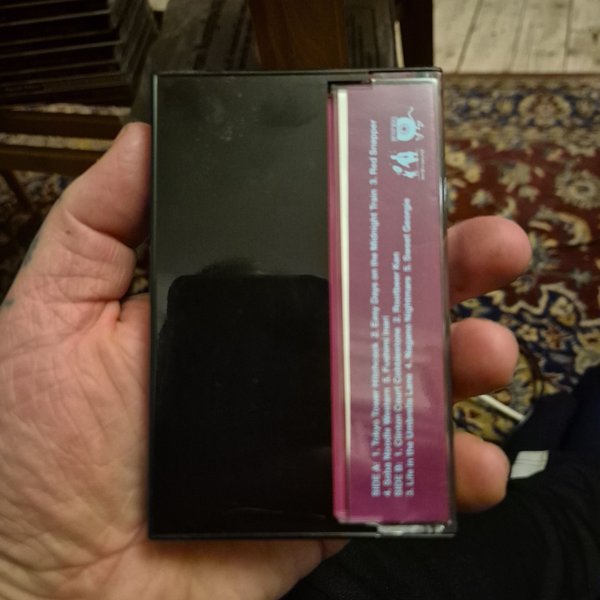 SIDE A 1. Tokyo Tower Hitchcock 2. Easy Days on the Midnight Train 3. Red Snapper
4. Soba Noodle Western 5. Fushimi Inari
SIDE B 1. Clinton Court Cobblestone 2. Rootbeer Kan
3. Life in the Umbrella Lane 4. Nagano Nightmare 5. Sweet Georgie